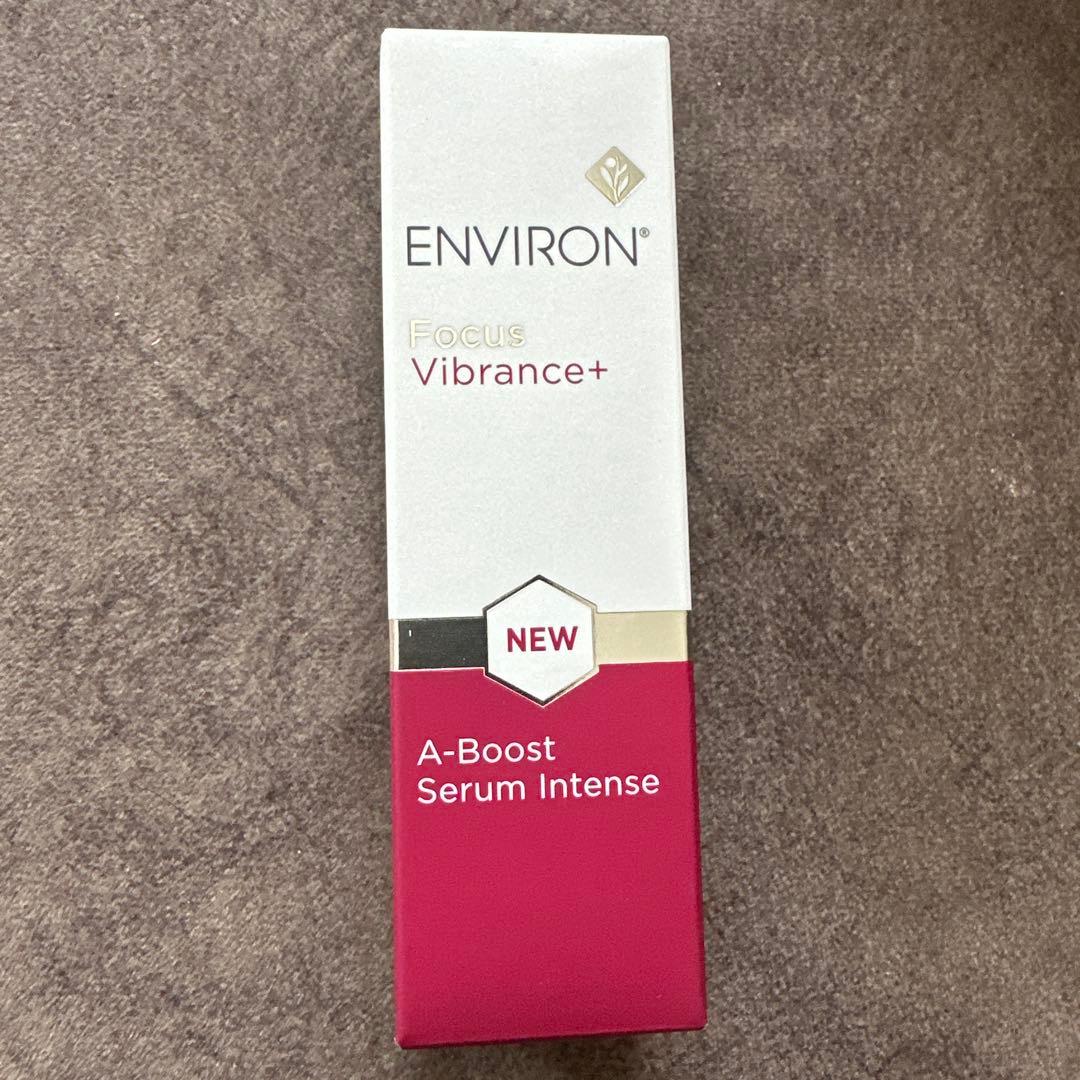 ENVIRON®
Focus
Vibrance+
NEW
A-Boost
Serum Intense